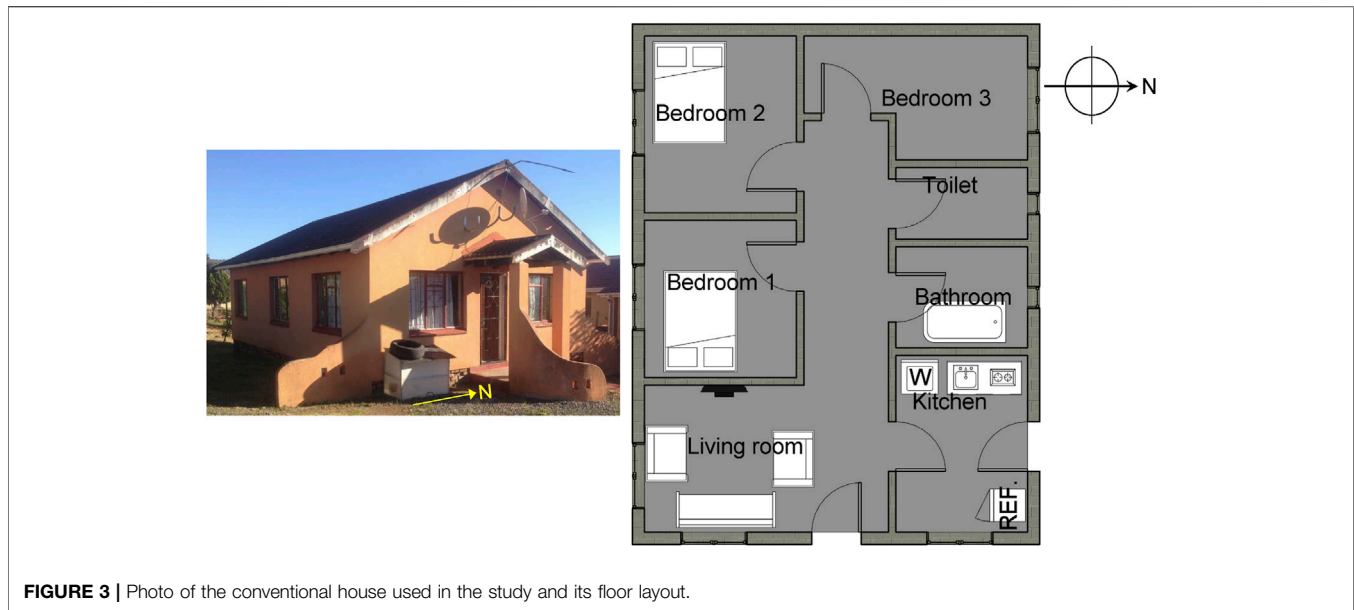 Bedroom 2
Bedroom 3
N
Toilet
Bedroom 1
Bathroom
W
Kitchen
N
Living room
REF.
FIGURE 3 | Photo of the conventional house used in the study and its floor layout.